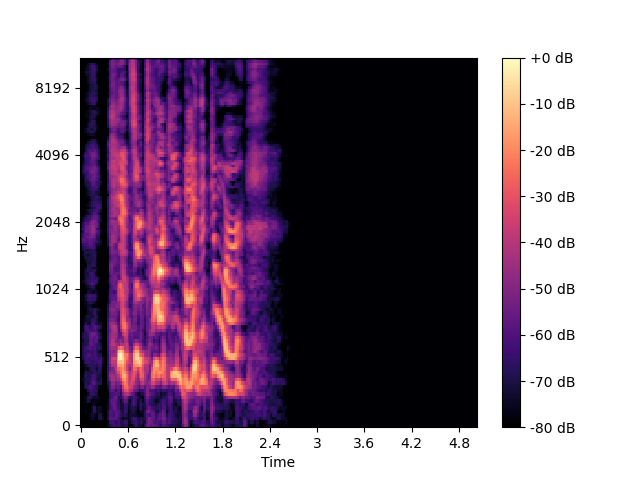 +0 dB
8192
-10 dB
4096
-20 dB
-30 dB
2048
-40 dB
Hz
1024
-50 dB
512
-60 dB
-70 dB
0
-80 dB
0 0.6 1.2 1.8 2.4 3 3.6 4.2 4.8
Time